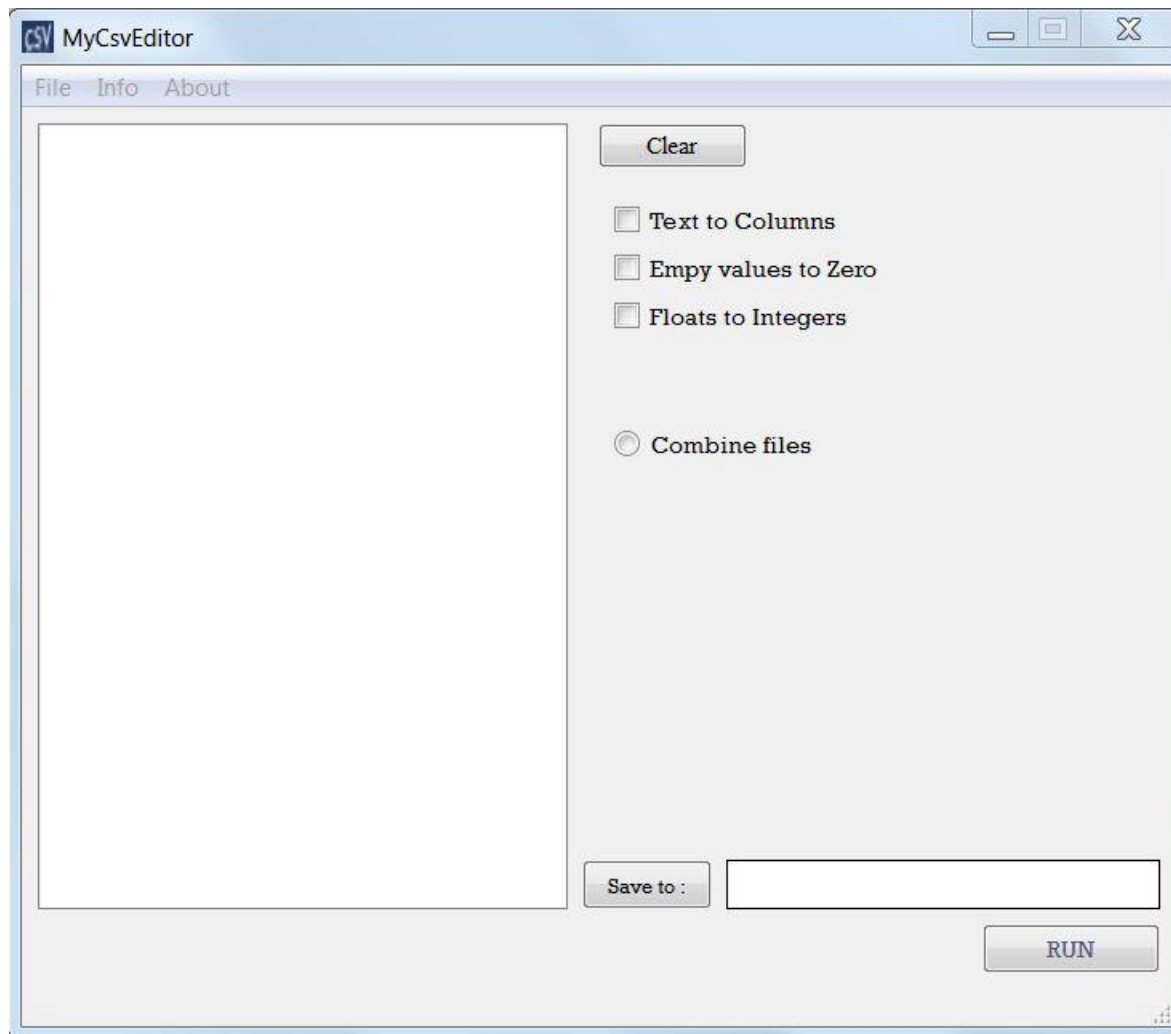 CSV MyCsvEditor
File Info About
Clear
Text to Columns
Empy values to Zero
Floats to Integers
Combine files
Save to :
RUN